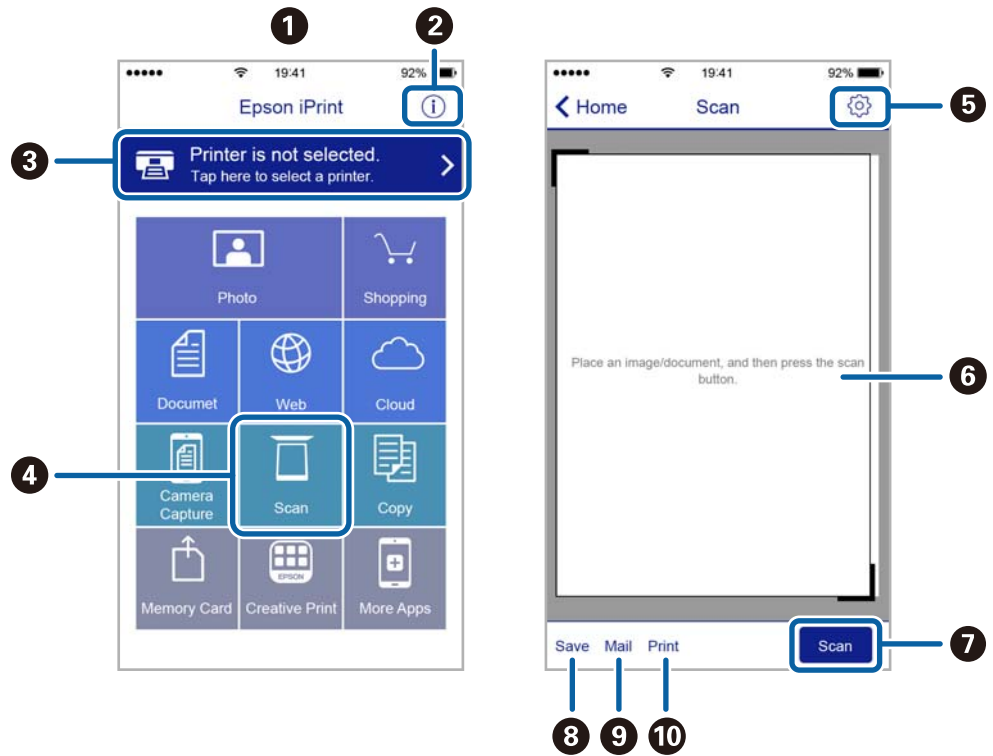 1
2
19:41
92%
Epson iPrint
i
3
Printer is not selected.
Tap here to select a printer.
Photo
Shopping
Documet
Web
Cloud
4
Camera
Capture
Scan
Copy
EPSON
Memory Card
Creative Print
More Apps
19:41
92%
Home
Scan
5
Place an image/document, and then press the scan
button.
6
Save
Mail
Print
Scan
7
8
9
10